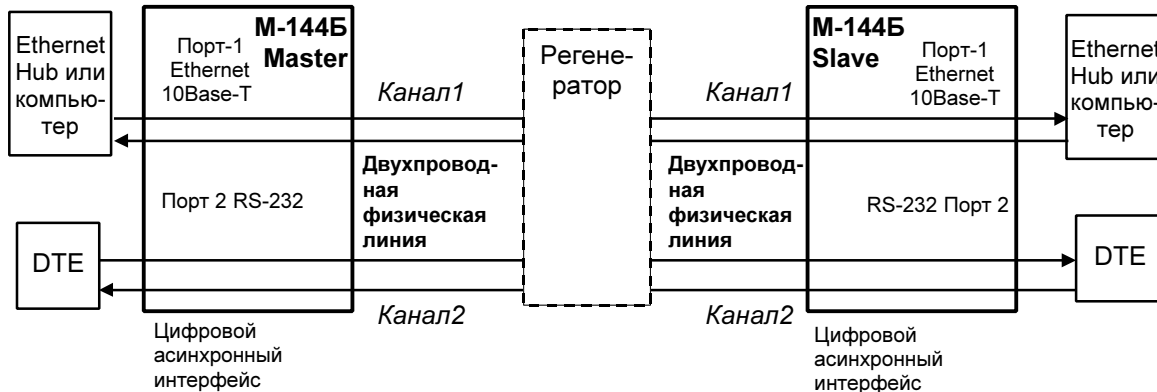 Ethernet
Hub или
компью-
тер
М-144Б
Master
Порт-1
Ethernet
10Base-T
Порт 2 RS-232
DTE
Цифровой
асинхронный
интерфейс
Канал1
Двухпровод-
ная
физическая
линия
Канал2
Регене-
ратор
Канал1
Двухпровод-
ная
физическая
линия
Канал2
М-144Б
Slave
Порт-1
Ethernet
10Base-T
RS-232 Порт 2
Цифровой
асинхронный
интерфейс
Ethernet
Hub или
компью-
тер
DTE